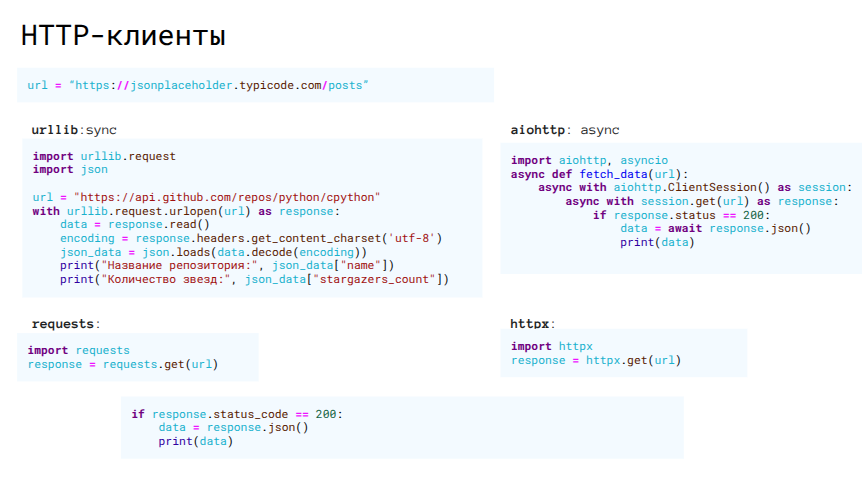 HTTP-клиенты
url = "https://jsonplaceholder.typicode.com/posts"
urllib:sync
import urllib.request
import json
url = "https://api.github.com/repos/python/cpython"
with urllib.request.urlopen(url) as response:
    data = response.read()
    encoding = response.headers.get_content_charset('utf-8')
    json_data = json.loads(data.decode(encoding))
    print("Название репозитория:", json_data["name"])
    print("Количество звезд:", json_data["stargazers_count"])
aiohttp: async
import aiohttp, asyncio
async def fetch_data(url):
    async with aiohttp.ClientSession() as session:
        async with session.get(url) as response:
            if response.status == 200:
                data = await response.json()
                print(data)
requests:
import requests
response = requests.get(url)
httpx:
import httpx
response = httpx.get(url)
if response.status_code == 200:
    data = response.json()
    print(data)